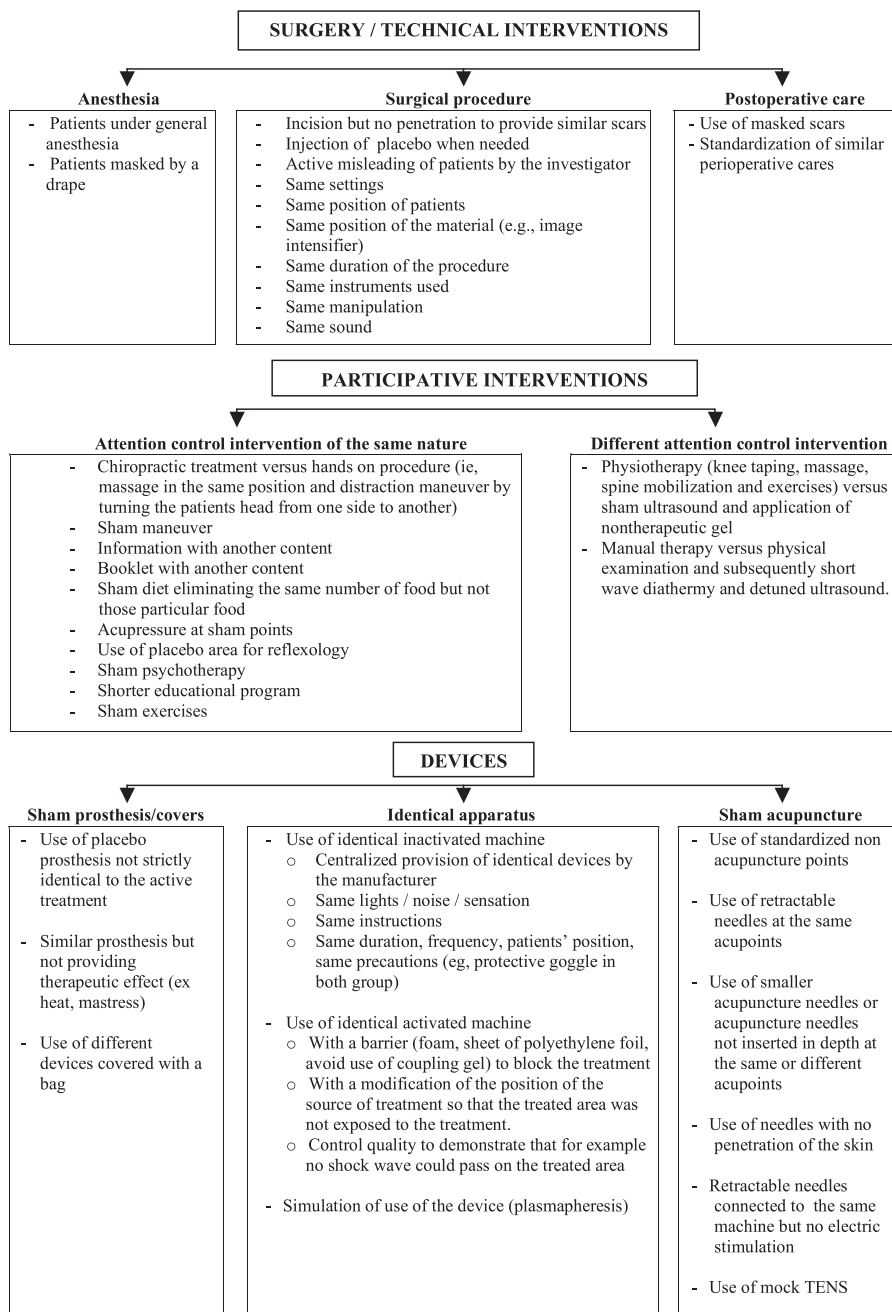 SURGERY / TECHNICAL INTERVENTIONS
Anesthesia
- Patients under general
anesthesia
- Patients masked by a
drape
Surgical procedure
- Incision but no penetration to provide similar scars
- Injection of placebo when needed
- Active misleading of patients by the investigator
- Same settings
- Same position of patients
- Same position of the material (e.g., image
intensifier)
- Same duration of the procedure
- Same instruments used
- Same manipulation
- Same sound
Postoperative care
- Use of masked scars
- Standardization of similar
perioperative cares
PARTICIPATIVE INTERVENTIONS
Attention control intervention of the same nature
- Chiropractic treatment versus hands on procedure (ie,
massage in the same position and distraction maneuver by
turning the patients head from one side to another)
- Sham maneuver
- Information with another content
- Booklet with another content
- Sham diet eliminating the same number of food but not
those particular food
- Acupressure at sham points
- Use of placebo area for reflexology
- Sham psychotherapy
- Shorter educational program
- Sham exercises
Different attention control intervention
- Physiotherapy (knee taping, massage,
spine mobilization and exercises) versus
sham ultrasound and application of
nontherapeutic gel
- Manual therapy versus physical
examination and subsequently short
wave diathermy and detuned ultrasound.
DEVICES
Sham prosthesis/covers
- Use of placebo
prosthesis not strictly
identical to the active
treatment
- Similar prosthesis but
not providing
therapeutic effect (ex
heat, mastress)
- Use of different
devices covered with a
bag
Identical apparatus
- Use of identical inactivated machine
o Centralized provision of identical devices by
the manufacturer
o Same lights / noise / sensation
o Same instructions
o Same duration, frequency, patients' position,
same precautions (eg, protective goggle in
both group)
- Use of identical activated machine
o With a barrier (foam, sheet of polyethylene foil,
avoid use of coupling gel) to block the treatment
o With a modification of the position of the
source of treatment so that the treated area was
not exposed to the treatment.
o Control quality to demonstrate that for example
no shock wave could pass on the treated area
- Simulation of use of the device (plasmapheresis)
Sham acupuncture
- Use of standardized non
acupuncture points
- Use of retractable
needles at the same
acupoints
- Use of smaller
acupuncture needles or
acupuncture needles
not inserted in depth at
the same or different
acupoints
- Use of needles with no
penetration of the skin
- Retractable needles
connected to the same
machine but no electric
stimulation
- Use of mock TENS